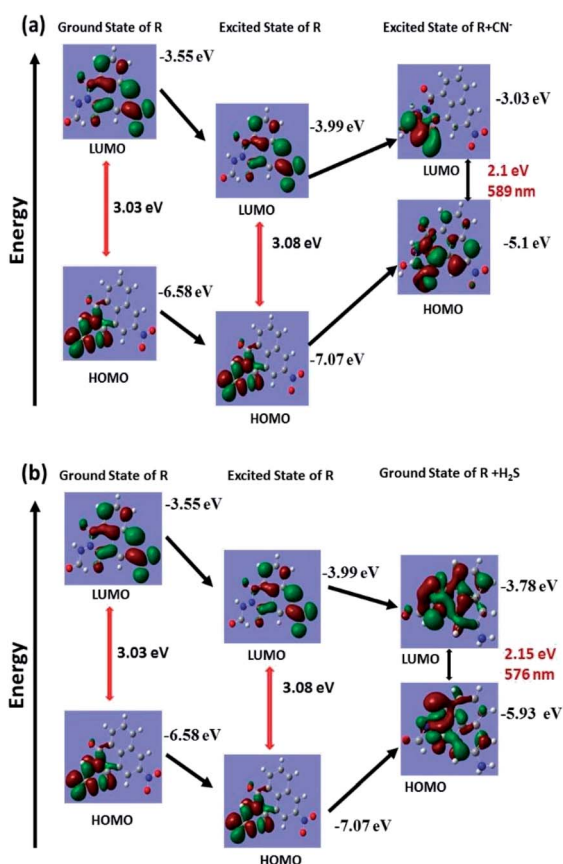 (a)
Ground State of R
Excited State of R
Excited State of R+CN⁻
-3.55 eV
-3.99 eV
-3.03 eV
LUMO
LUMO
LUMO
2.1 eV
589 nm
3.03 eV
3.08 eV
Energy
-5.1 eV
-6.58 eV
-7.07 eV
HOMO
HOMO
HOMO
(b)
Ground State of R
Excited State of R
Ground State of R +H₂S
-3.55 eV
-3.99 eV
-3.78 eV
LUMO
LUMO
LUMO
2.15 eV
576 nm
3.03 eV
3.08 eV
Energy
-5.93 eV
-6.58 eV
-7.07 eV
HOMO
HOMO
HOMO